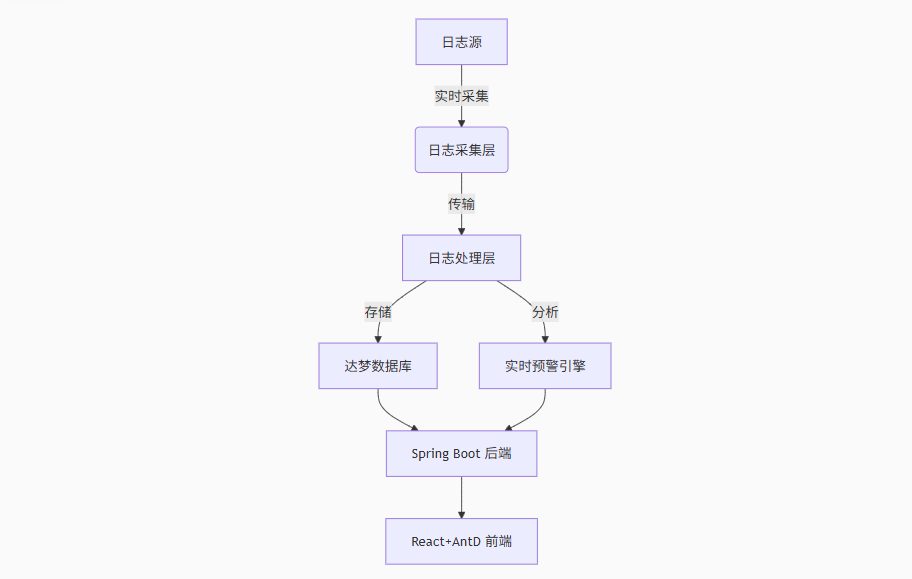 日志源
实时采集
日志采集层
传输
日志处理层
存储
分析
达梦数据库
实时预警引擎
Spring Boot 后端
React+AntD 前端